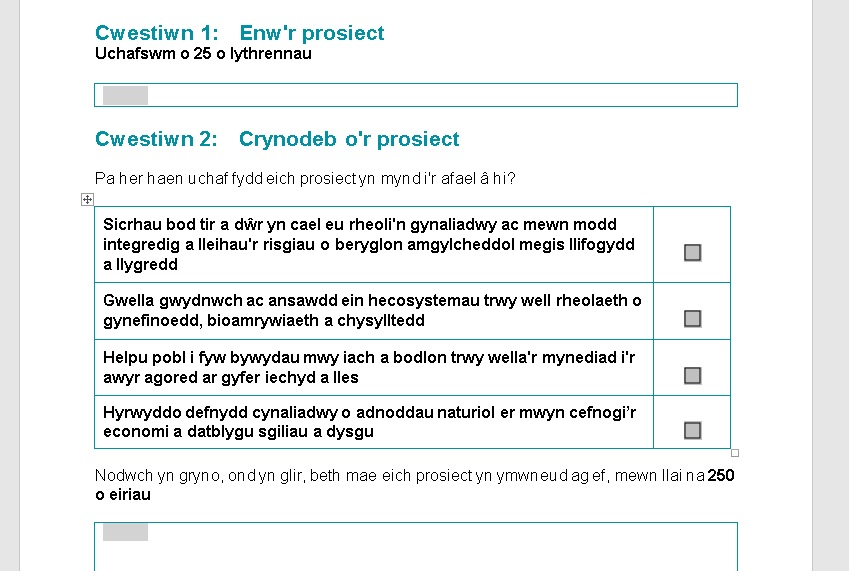 Cwestiwn 1: Enw'r prosiect
Uchafswm o 25 o lythrennau
Cwestiwn 2: Crynodeb o'r prosiect
Pa her haen uchaf fydd eich prosiect yn mynd i'r afael â hi?
Sicrhau bod tir a dŵr yn cael eu rheoli'n gynaliadwy ac mewn modd
integredig a lleihau'r risgiau o beryglon amgylcheddol megis llifogydd
a llygredd
Gwella gwydnwch ac ansawdd ein hecosystemau trwy well rheolaeth o
gynefinoedd, bioamrywiaeth a chysylltedd
Helpu pobl i fyw bywydau mwy iach a bodlon trwy wella'r mynediad i'r
awyr agored ar gyfer iechyd a lles
Hyrwyddo defnydd cynaliadwy o adnoddau naturiol er mwyn cefnogi’r
economi a datblygu sgiliau a dysgu
Nodwch yn gryno, ond yn glir, beth mae eich prosiect yn ymwneud ag ef, mewn llai na 250
o eiriau